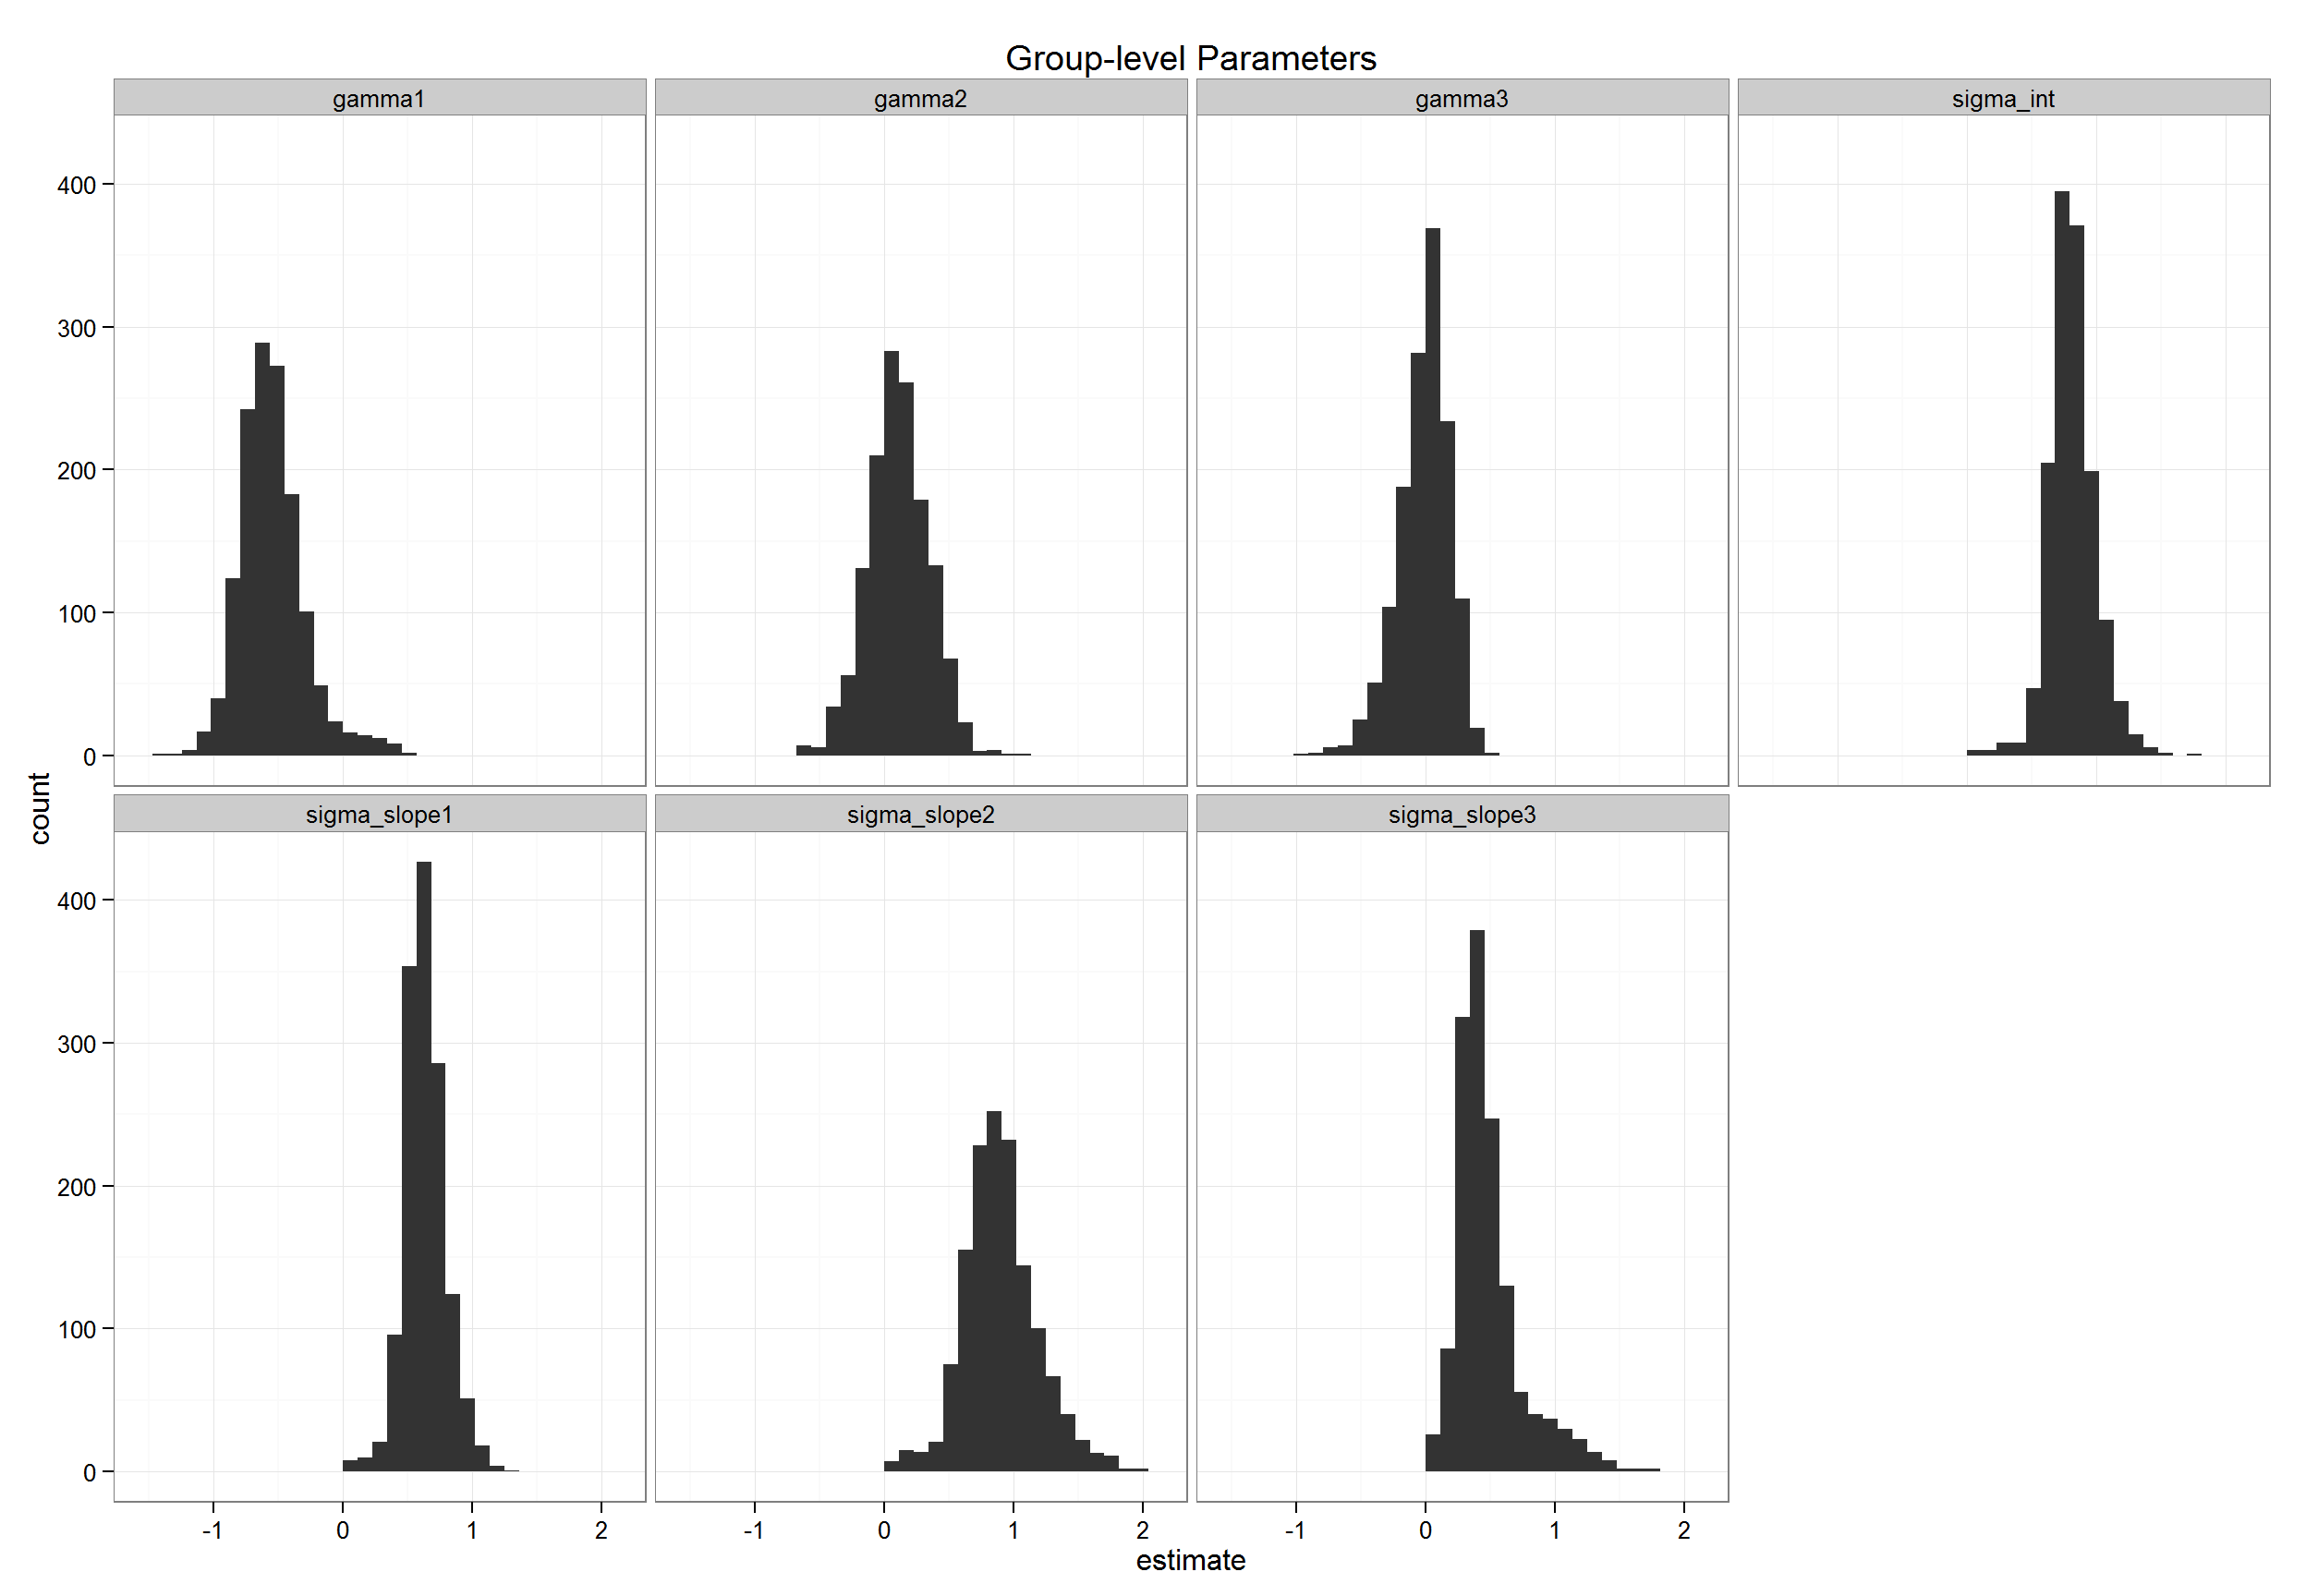 Group-level Parameters
gamma1 gamma2 gamma3 sigma_int
400
300
200
100
0
sigma_slope1 sigma_slope2 sigma_slope3
400
300
200
100
0
count
-1 0 1 2 -1 0 1 2 -1 0 1 2
estimate